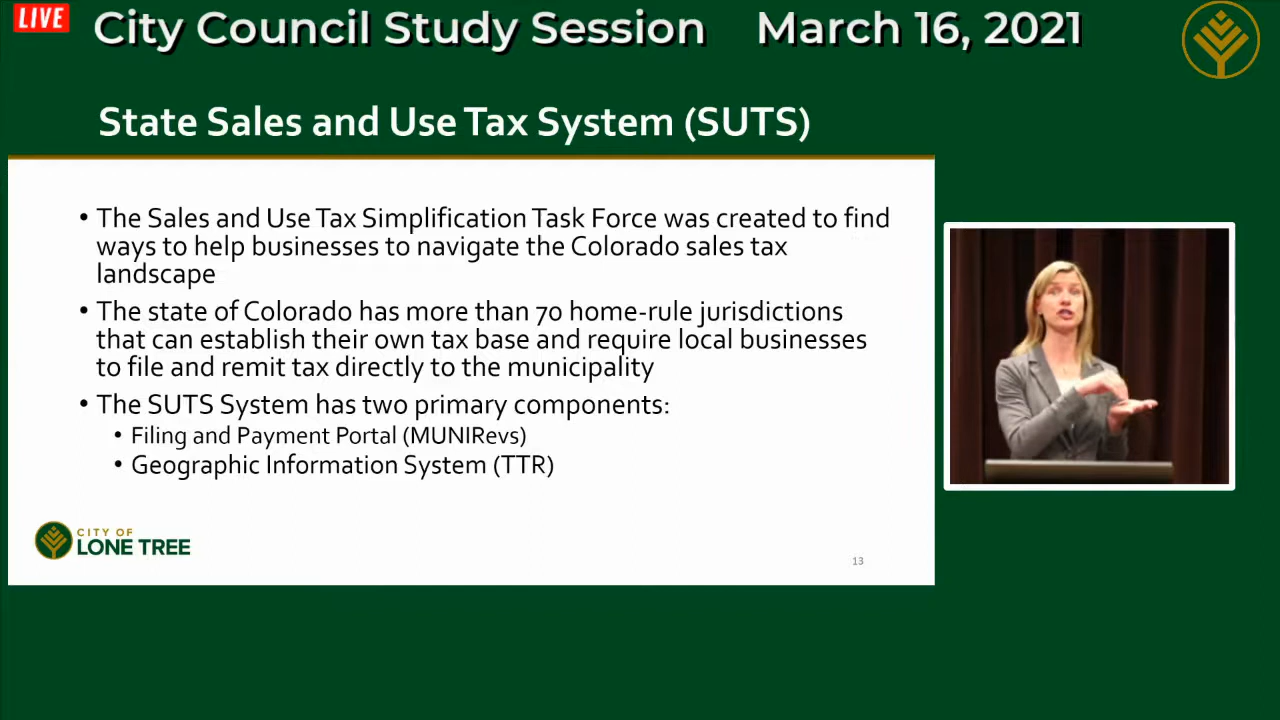 LIVE
City Council Study Session March 16, 2021
State Sales and Use Tax System (SUTS)
• The Sales and Use Tax Simplification Task Force was created to find
ways to help businesses to navigate the Colorado sales tax
landscape
• The state of Colorado has more than 70 home-rule jurisdictions
that can establish their own tax base and require local businesses
to file and remit tax directly to the municipality
• The SUTS System has two primary components:
• Filing and Payment Portal (MUNIRevs)
• Geographic Information System (TTR)
CITY OF
LONE TREE
13